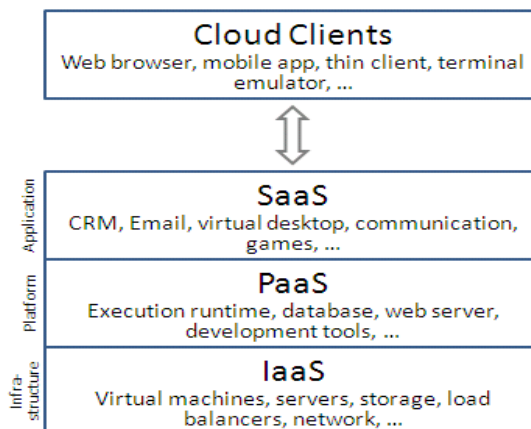 Cloud Clients
Web browser, mobile app, thin client, terminal
emulator, ...
Application
SaaS
CRM, Email, virtual desktop, communication,
games, ...
Platform
PaaS
Execution runtime, database, web server,
development tools, ...
Infra-
structure
IaaS
Virtual machines, servers, storage, load
balancers, network, ...